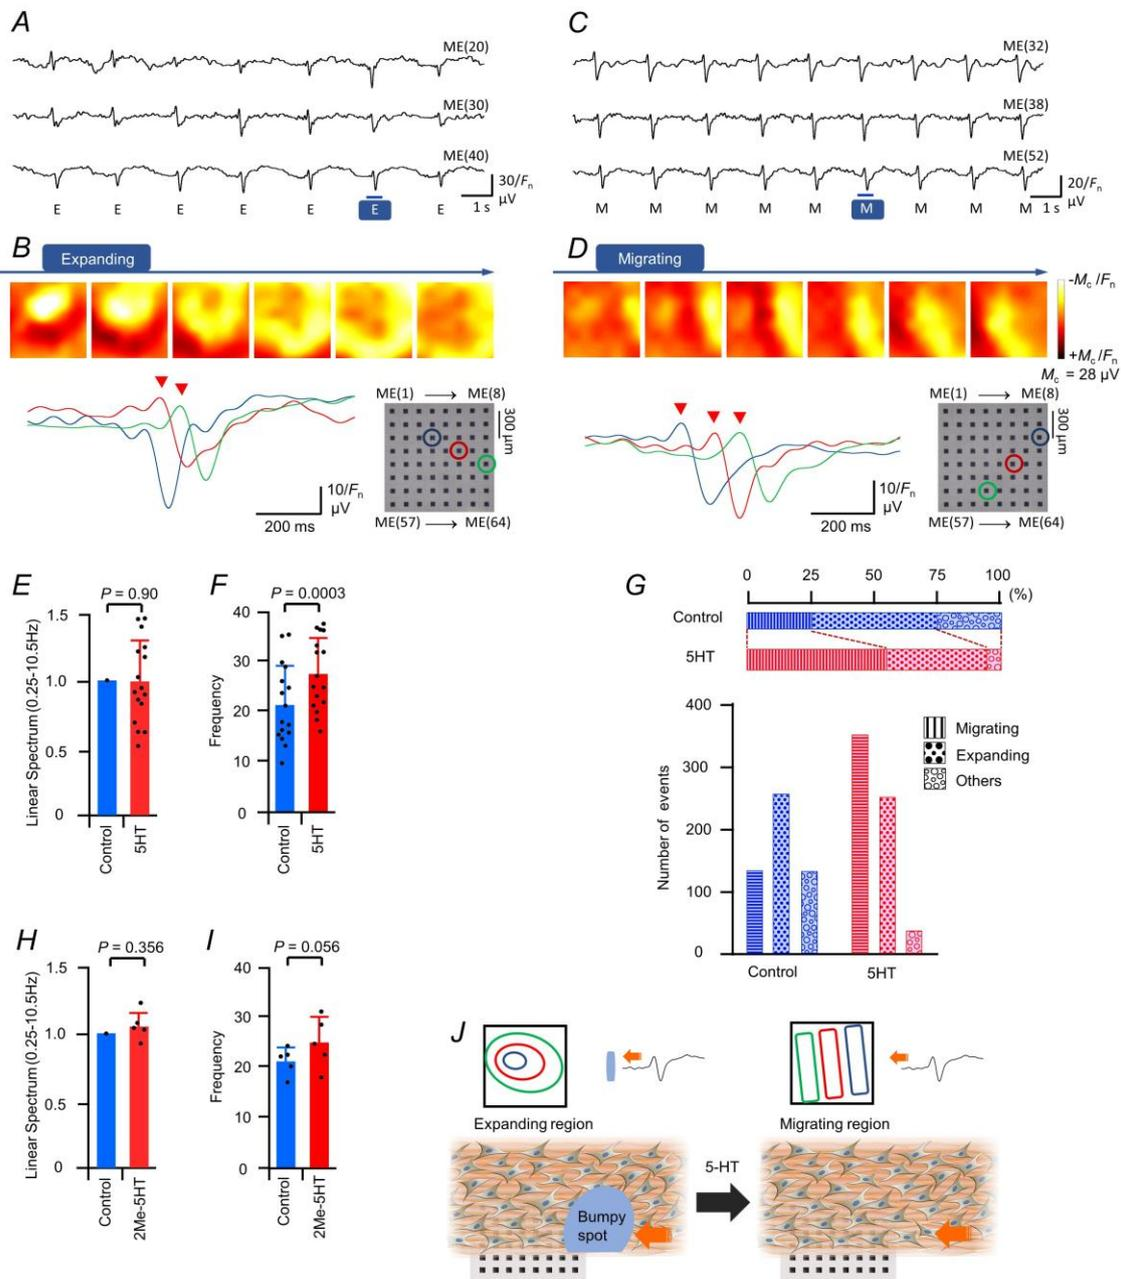 A
ME(20)
ME(30)
ME(40)
30/Fn
µV
1 s
E E E E E E E
B
Expanding
ME(1) → ME(8)
300 µm
10/Fn
µV
200 ms
ME(57) → ME(64)
C
ME(32)
ME(38)
ME(52)
20/Fn
µV
1 s
M M M M M M M M M
D
Migrating
-Mc /Fn
+Mc /Fn
Mc = 28 µV
ME(1) → ME(8)
300 µm
10/Fn
µV
200 ms
ME(57) → ME(64)
E
P = 0.90
1.5
1.0
0.5
0
Linear Spectrum (0.25-10.5Hz)
Control
5HT
F
P = 0.0003
40
30
20
10
0
Frequency
Control
5HT
G
0 25 50 75 100
(%)
Control
5HT
400
300
200
100
0
Number of events
Migrating
Expanding
Others
Control 5HT
H
P = 0.356
1.5
1.0
0.5
0
Linear Spectrum (0.25-10.5Hz)
Control
2Me-5HT
I
P = 0.056
40
30
20
10
0
Frequency
Control
2Me-5HT
J
Expanding region
Migrating region
5-HT
Bumpy
spot